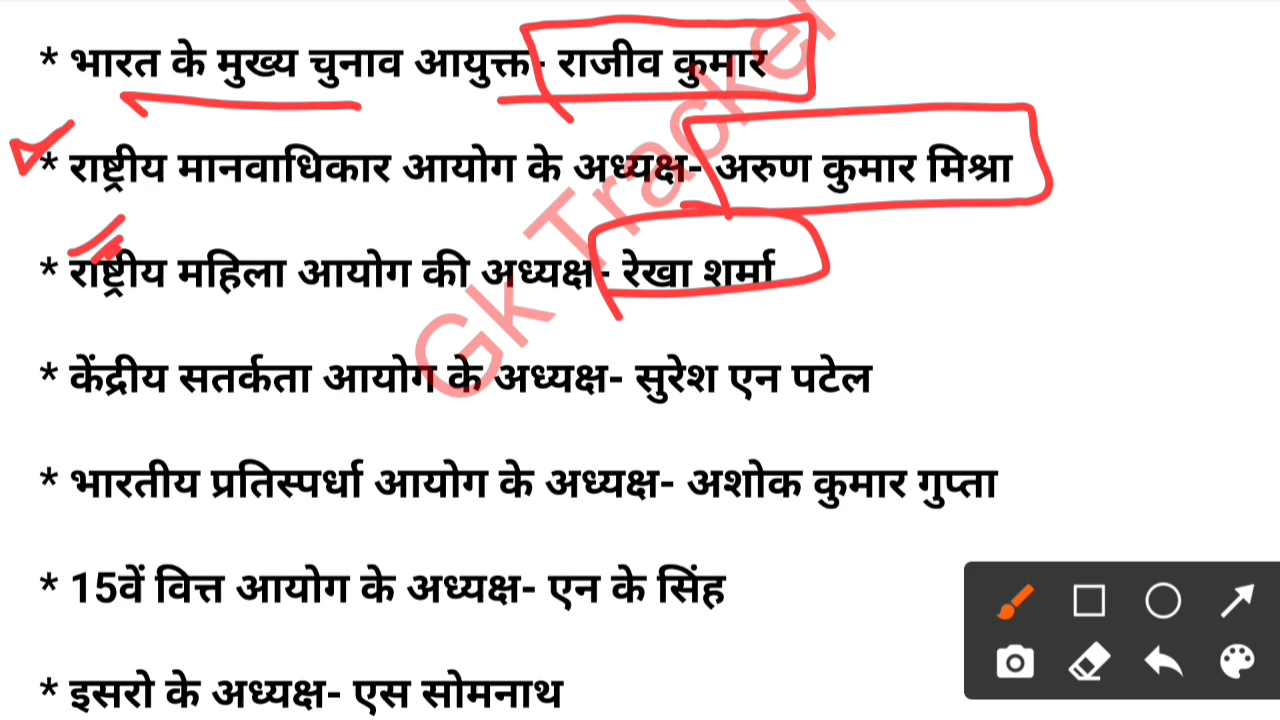 * भारत के मुख्य चुनाव आयुक्त- राजीव कुमार
* राष्ट्रीय मानवाधिकार आयोग के अध्यक्ष- अरुण कुमार मिश्रा
* राष्ट्रीय महिला आयोग की अध्यक्ष- रेखा शर्मा
* केंद्रीय सतर्कता आयोग के अध्यक्ष- सुरेश एन पटेल
* भारतीय प्रतिस्पर्धा आयोग के अध्यक्ष- अशोक कुमार गुप्ता
* 15वें वित्त आयोग के अध्यक्ष- एन के सिंह
* इसरो के अध्यक्ष- एस सोमनाथ
Gk Tracker